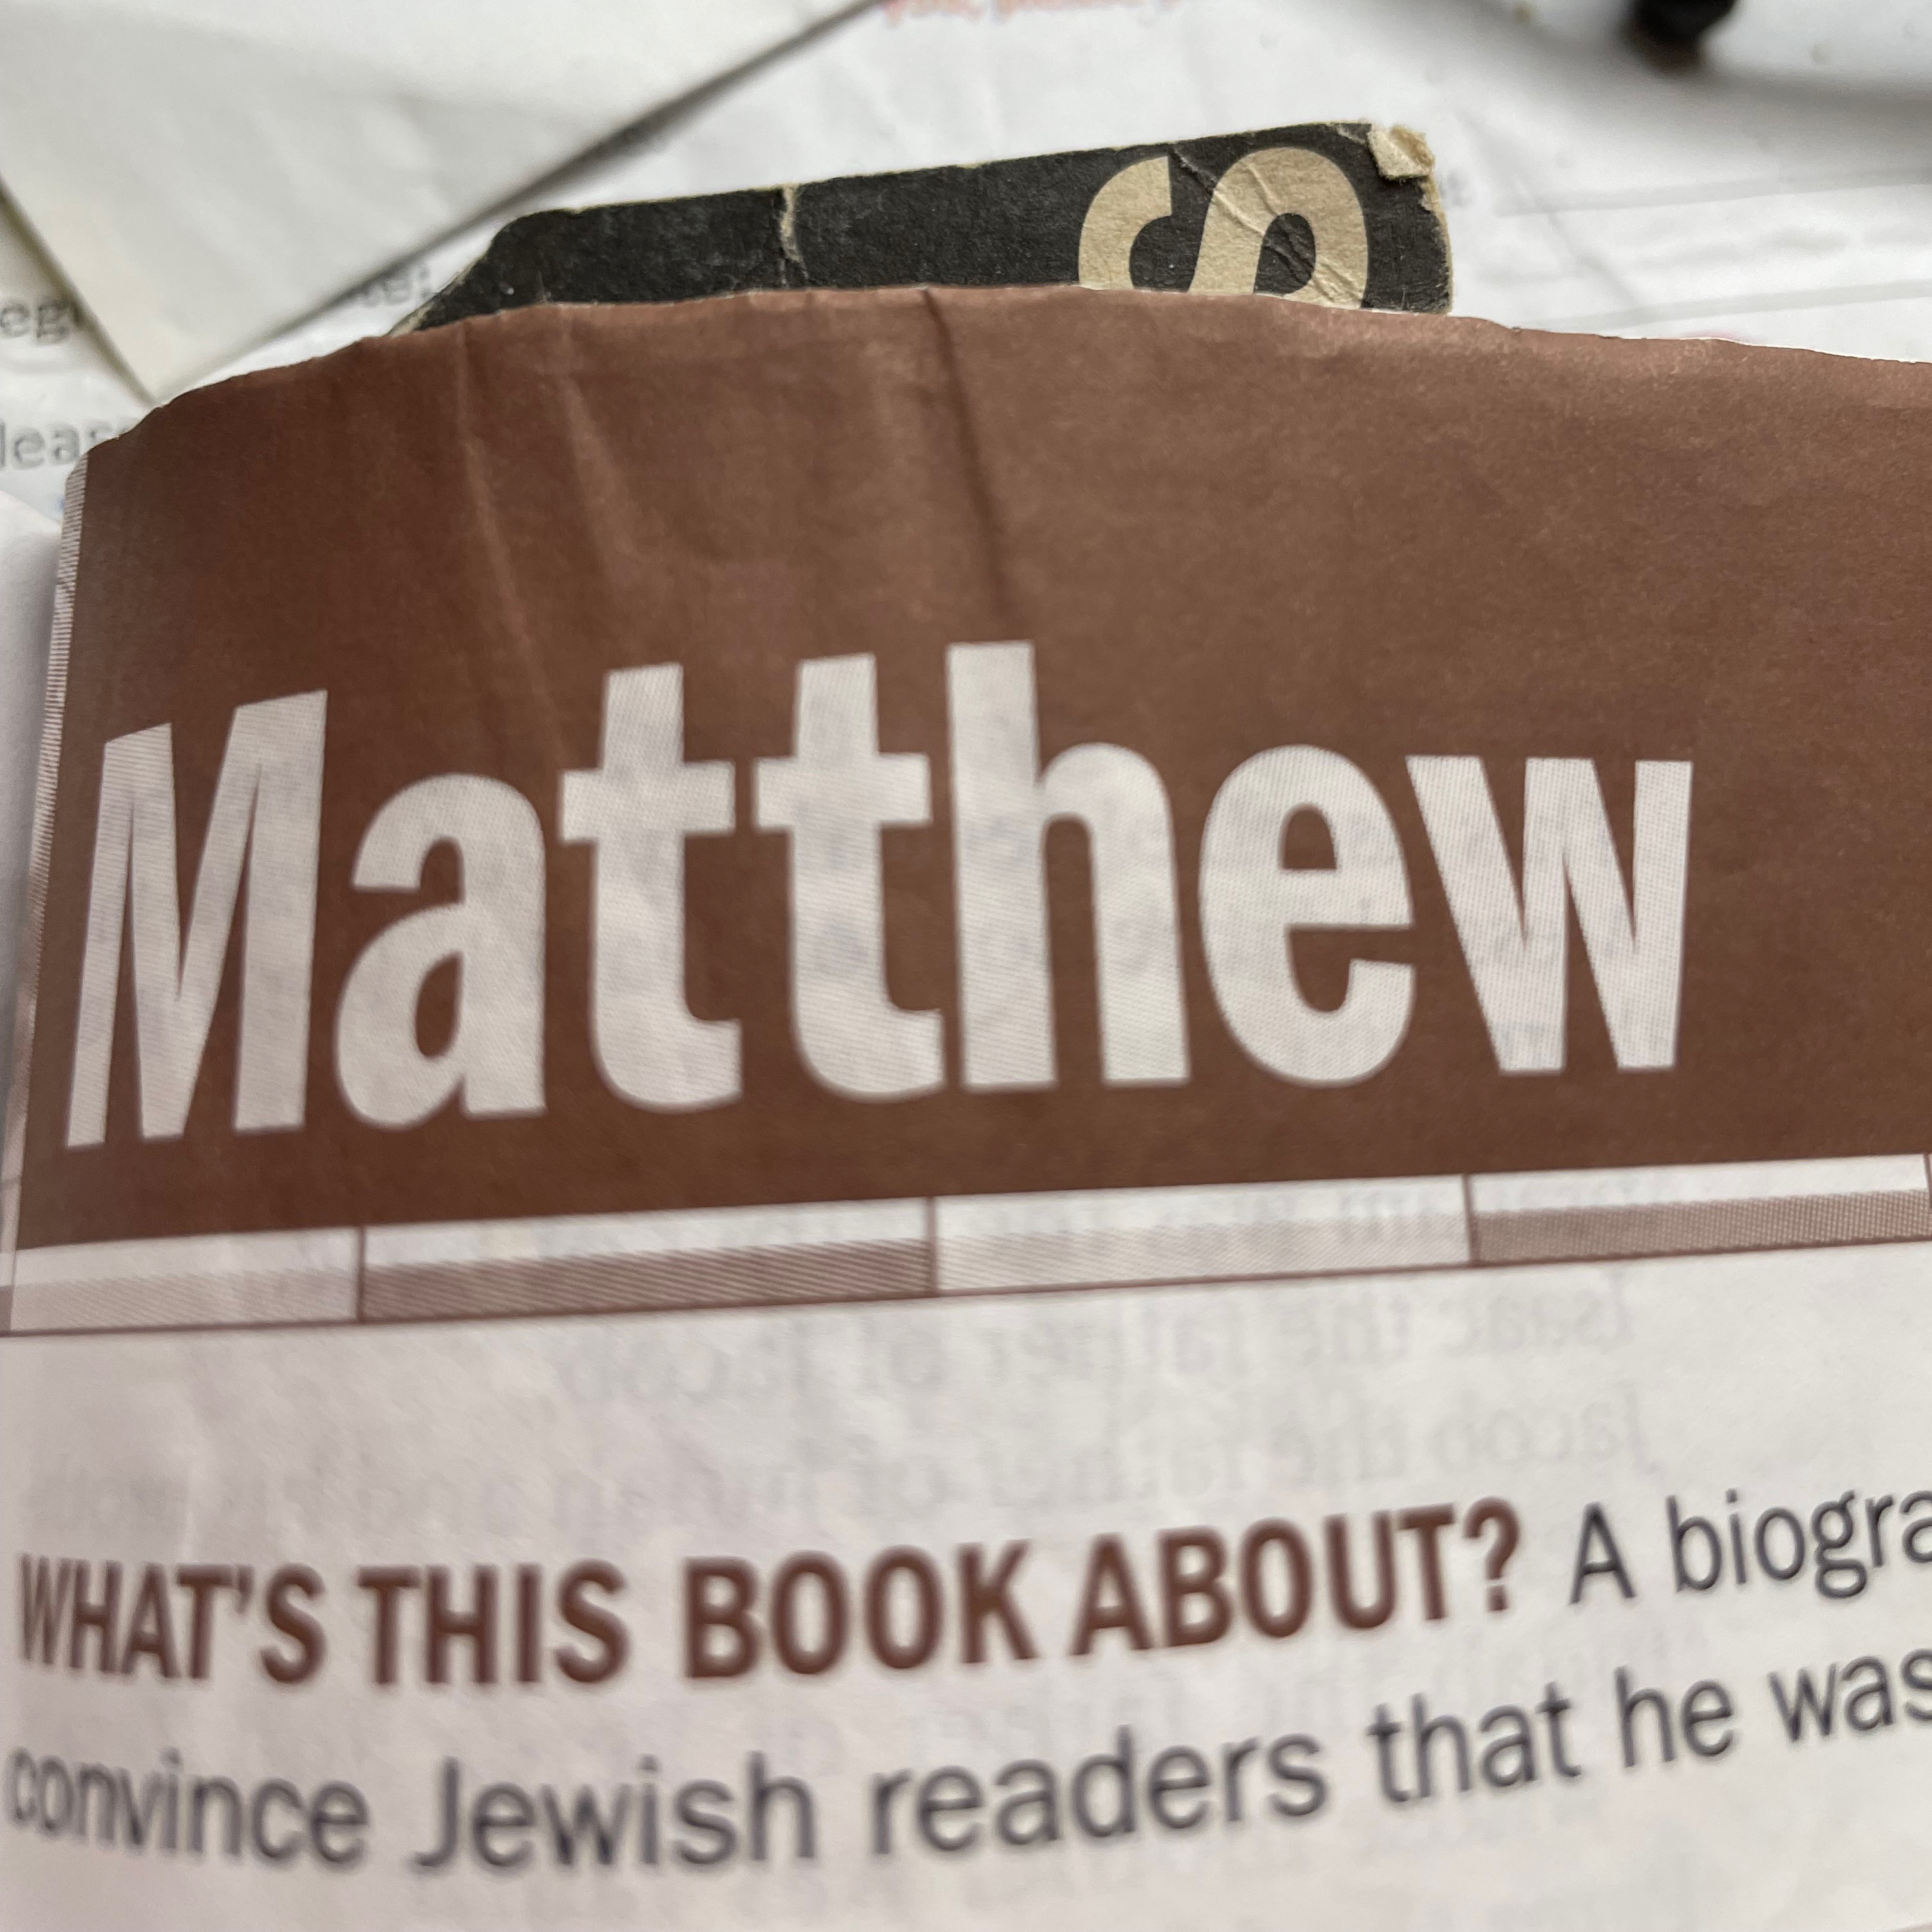 S
Matthew
WHAT'S THIS BOOK ABOUT? A biogra
convince Jewish readers that he was